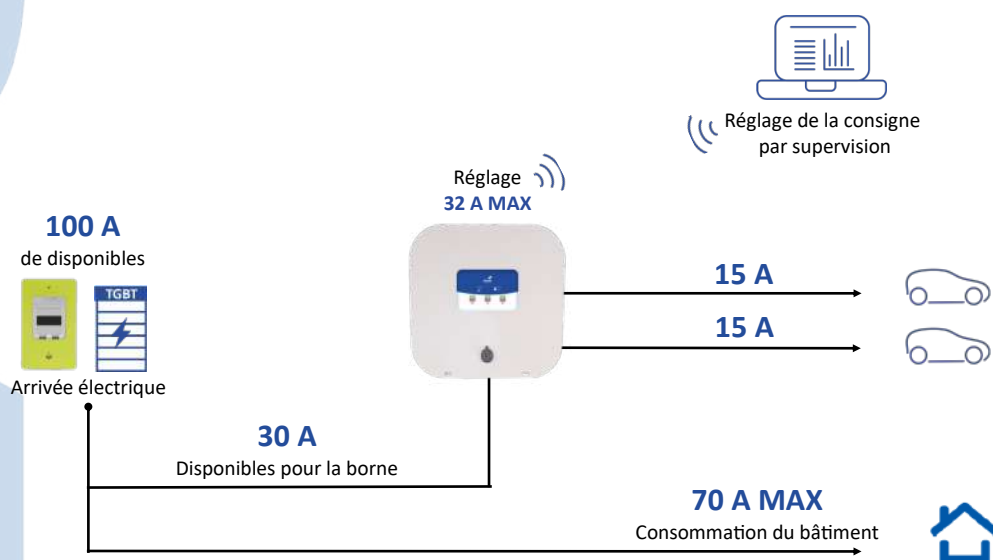 Réglage de la consigne
par supervision
Réglage
32 A MAX
100 A
de disponibles
TGBT
Arrivée électrique
15 A
15 A
30 A
Disponibles pour la borne
70 A MAX
Consommation du bâtiment